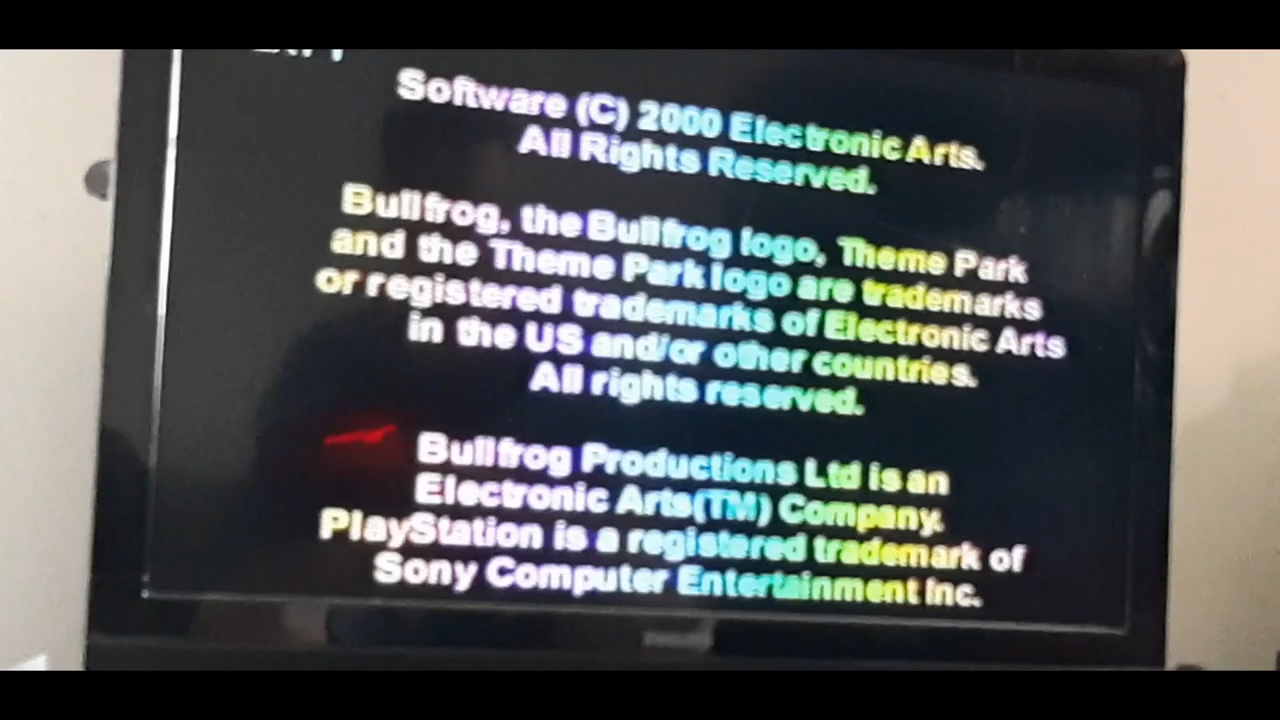 Software (C) 2000 Electronic Arts.
All Rights Reserved.
Bullfrog, the Bullfrog logo, Theme Park
and the Theme Park logo are trademarks
or registered trademarks of Electronic Arts
in the US and/or other countries.
All rights reserved.
Bullfrog Productions Ltd is an
Electronic Arts(TM) Company.
PlayStation is a registered trademark of
Sony Computer Entertainment Inc.